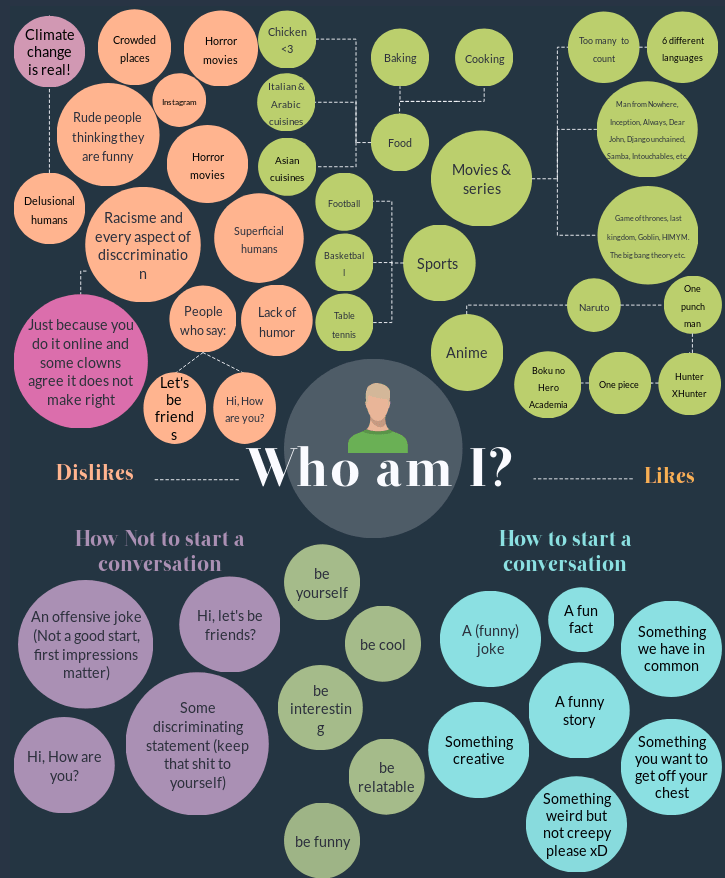 Climate
change
is real!
Crowded
places
Horror
movies
Instagram
Rude people
thinking they
are funny
Horror
movies
Delusional
humans
Racisme and
every aspect of
disccriminatio
n
Superficial
humans
Just because you
do it online and
some clowns
agree it does not
make right
People
who say:
Lack of
humor
Let's
be
friend
s
Hi, How
are you?
Chicken
<3
Italian &
Arabic
cuisines
Asian
cuisines
Baking
Cooking
Food
Football
Basketbal
l
Table
tennis
Sports
Movies &
series
Too many to
count
6 different
languages
Man from Nowhere,
Inception, Always, Dear
John, Django unchained,
Samba, Intouchables, etc.
Game of thrones, last
kingdom, Goblin, HIMYM.
The big bang theory etc.
Anime
Naruto
One
punch
man
Boku no
Hero
Academia
One piece
Hunter
XHunter
Dislikes
Who am I?
Likes
How Not to start a
conversation
An offensive joke
(Not a good start,
first impressions
matter)
Hi, let's be
friends?
Some
discriminating
statement (keep
that shit to
yourself)
Hi, How are
you?
be
yourself
be cool
be
interestin
g
be
relatable
be funny
How to start a
conversation
A (funny)
joke
A fun
fact
Something
we have in
common
A funny
story
Something
creative
Something
you want to
get off your
chest
Something
weird but
not creepy
please xD